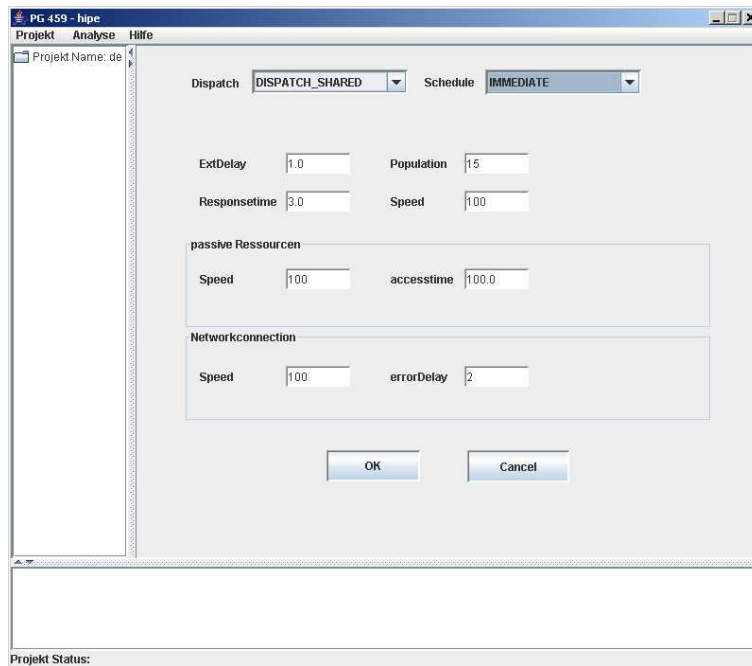 PG 459 - hipe
Projekt Analyse Hilfe
Projekt Name: de
Dispatch DISPATCH_SHARED Schedule IMMEDIATE
ExtDelay 1.0 Population 15
Responsetime 3.0 Speed 100
passive Ressourcen
Speed 100 accesstime 100.0
Networkconnection
Speed 100 errorDelay 2
OK Cancel
Projekt Status: